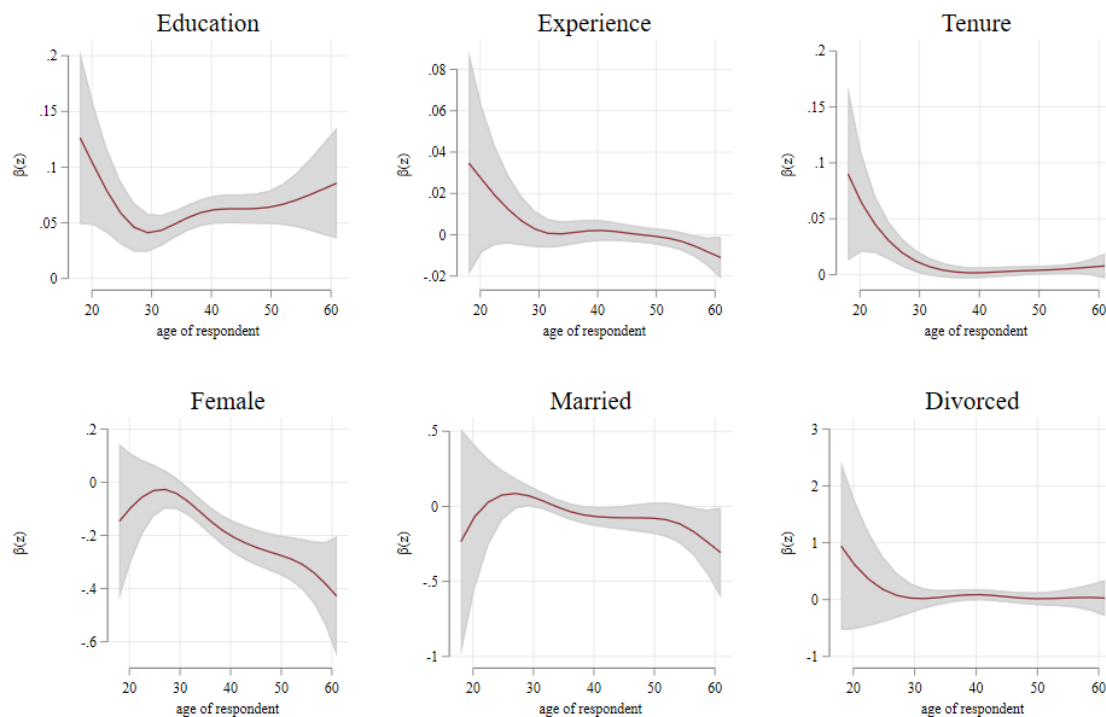 Education
.2
.15
.1
.05
0
β(z)
20 30 40 50 60
age of respondent
Experience
.08
.06
.04
.02
0
-.02
β(z)
20 30 40 50 60
age of respondent
Tenure
.2
.15
.1
.05
0
β(z)
20 30 40 50 60
age of respondent
Female
.2
0
-.2
-.4
-.6
β(z)
20 30 40 50 60
age of respondent
Married
.5
0
-.5
-1
β(z)
20 30 40 50 60
age of respondent
Divorced
3
2
1
0
-1
β(z)
20 30 40 50 60
age of respondent